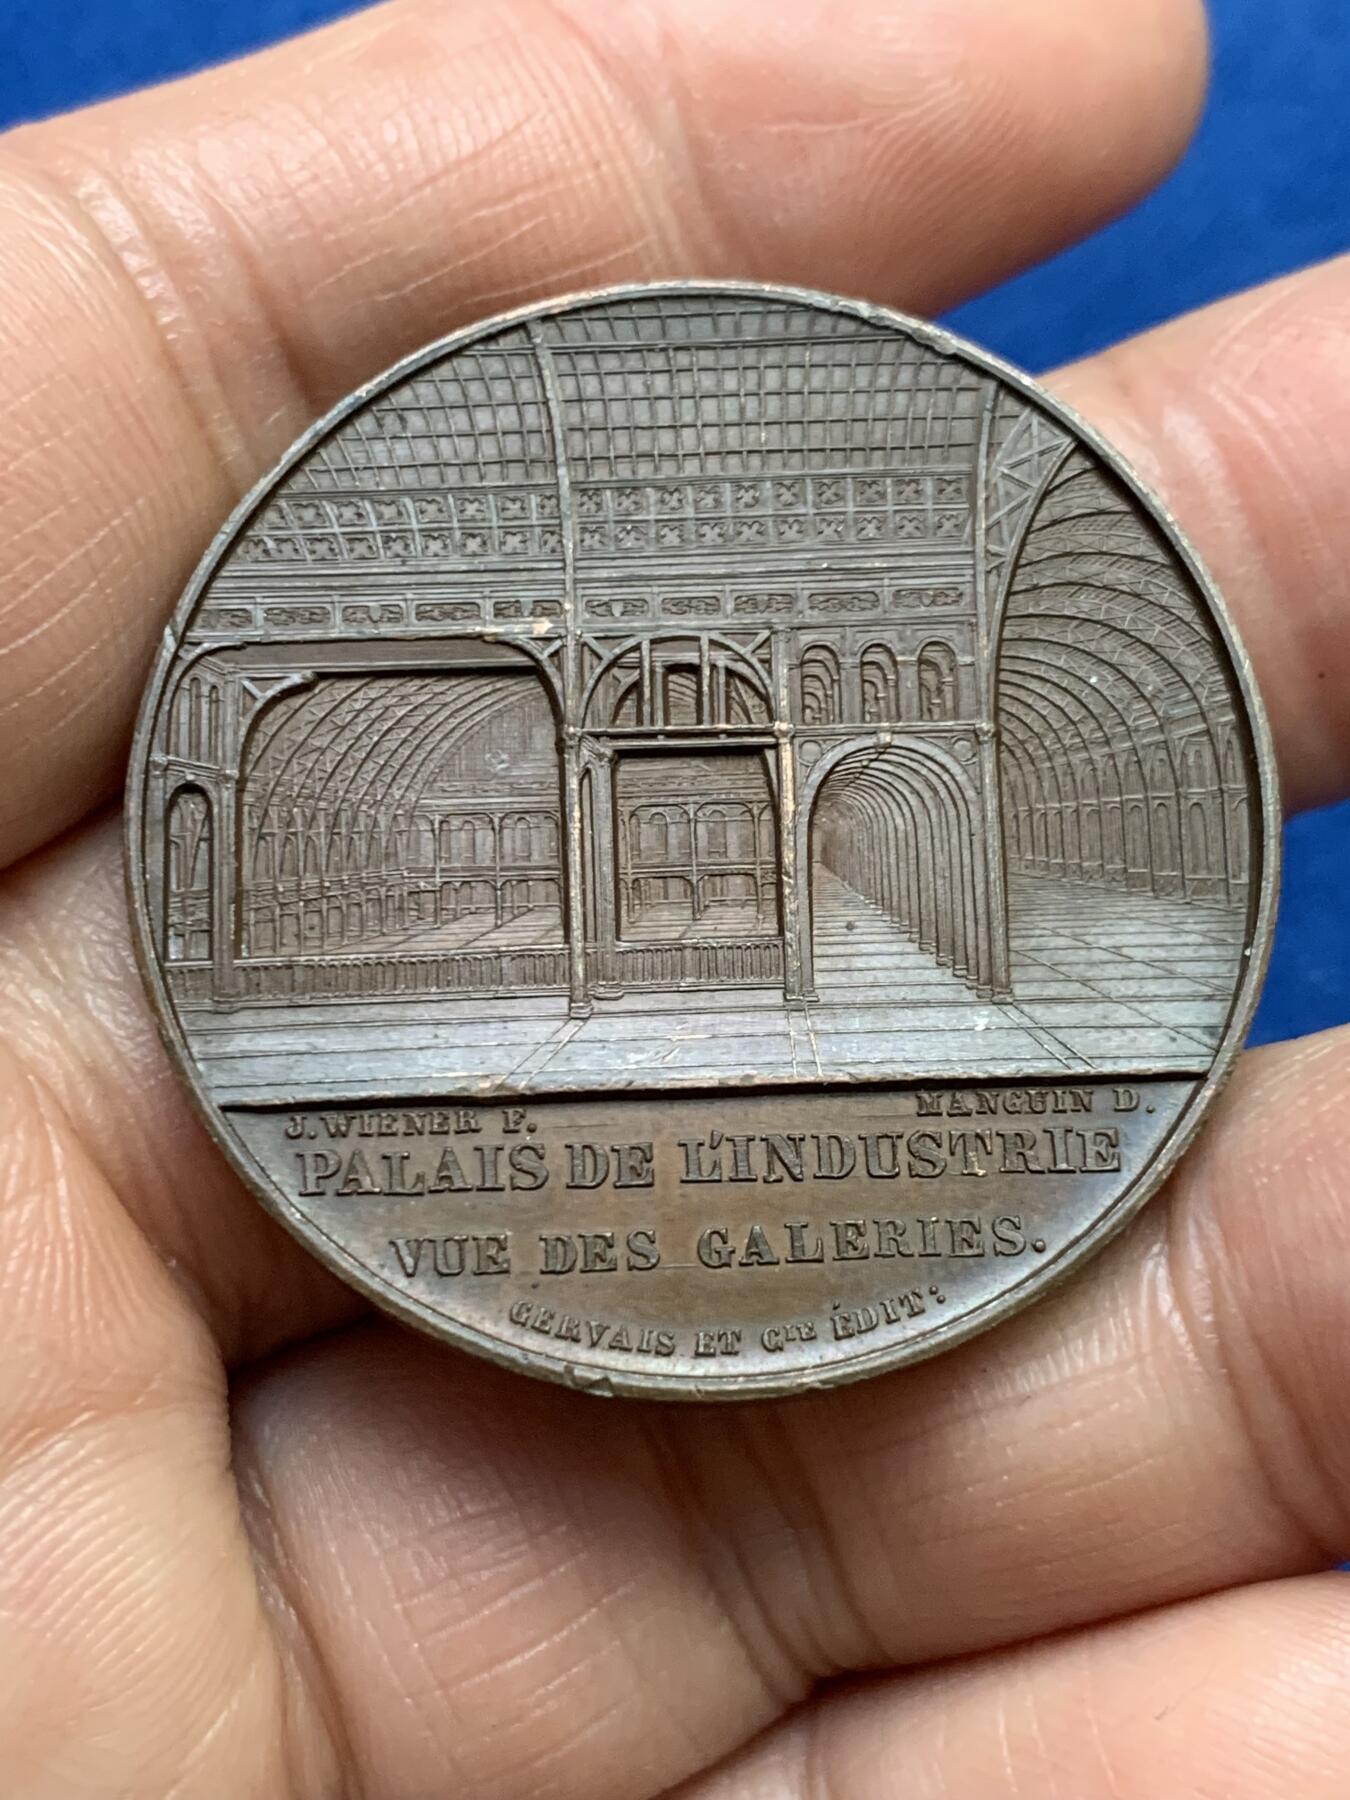 J. WIENER F. MANGUIN D.
PALAIS DE L'INDUSTRIE
VUE DES GALERIES.
GERVAIS ET CIE ÉDIT: